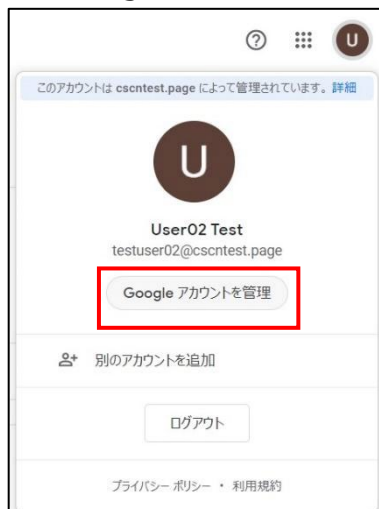 U
このアカウントは cscntest.page によって管理されています。 詳細
U
User02 Test
testuser02@cscntest.page
Google アカウントを管理
別のアカウントを追加
ログアウト
プライバシー ポリシー ・ 利用規約